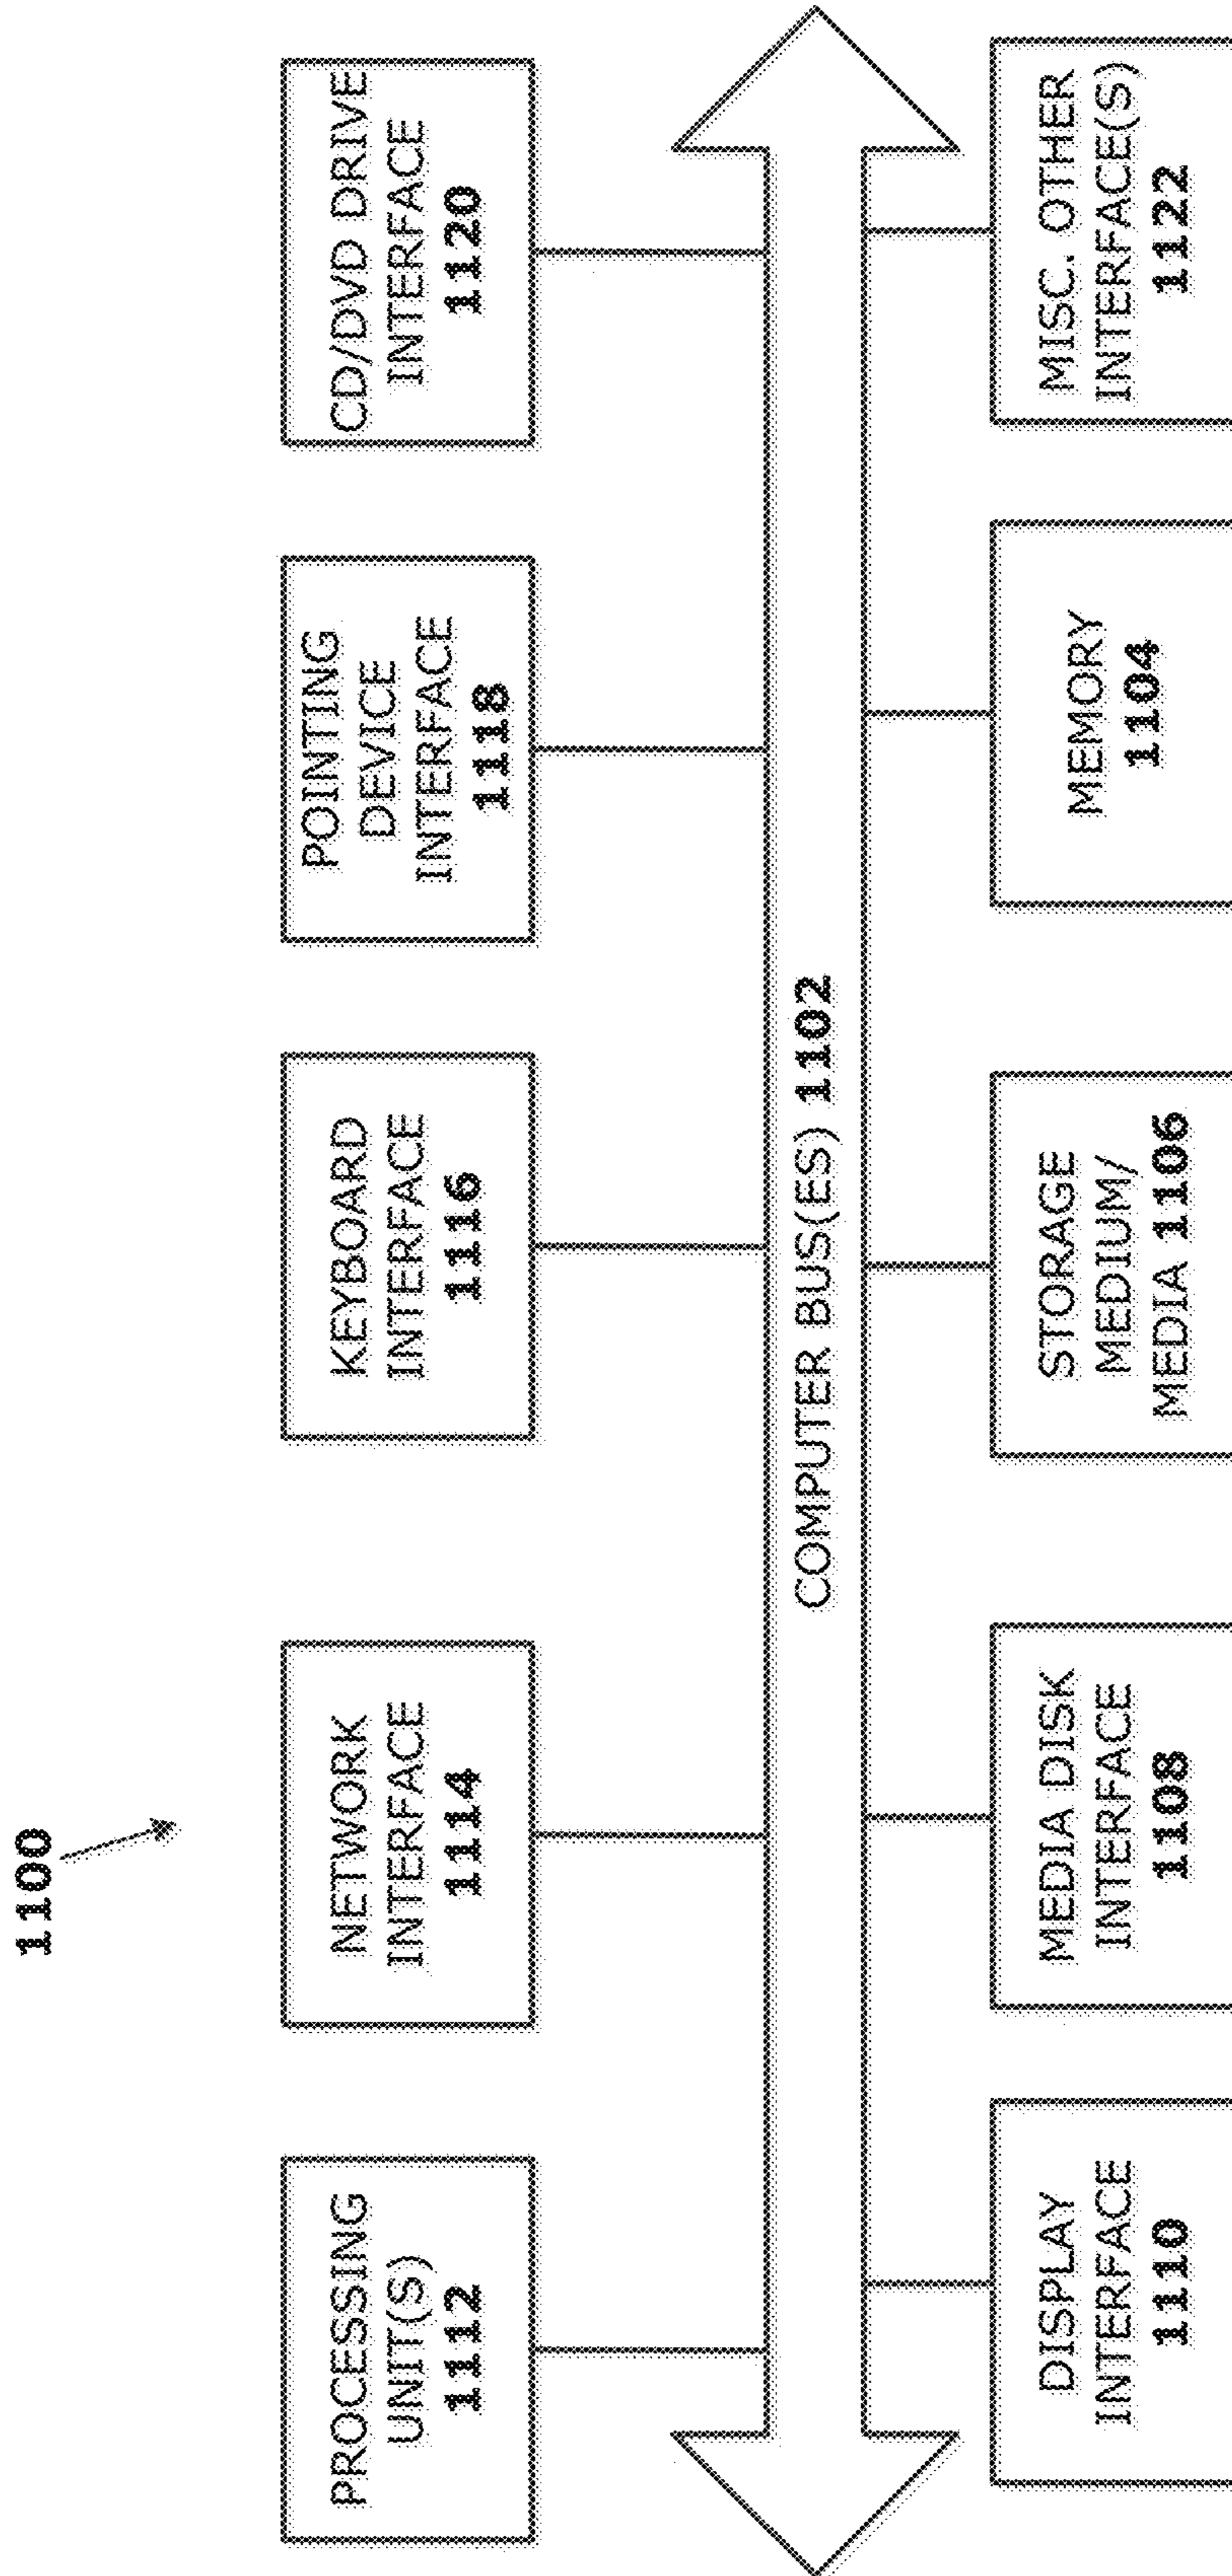 1100
PROCESSING
UNIT(S)
1112
NETWORK
INTERFACE
1114
KEYBOARD
INTERFACE
1116
POINTING
DEVICE
INTERFACE
1118
CD/DVD DRIVE
INTERFACE
1120
COMPUTER BUS(ES) 1102
DISPLAY
INTERFACE
1110
MEDIA DISK
INTERFACE
1108
STORAGE
MEDIUM/
MEDIA 1106
MEMORY
1104
MISC. OTHER
INTERFACE(S)
1122